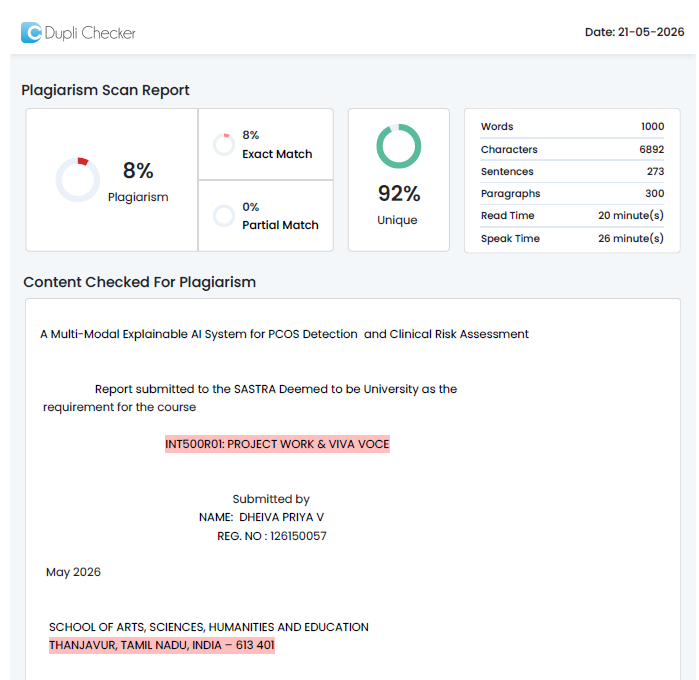 Dupli Checker
Date: 21-05-2026
Plagiarism Scan Report
8%
Plagiarism
8%
Exact Match
0%
Partial Match
92%
Unique
Words 1000
Characters 6892
Sentences 273
Paragraphs 300
Read Time 20 minute(s)
Speak Time 26 minute(s)
Content Checked For Plagiarism
A Multi-Modal Explainable AI System for PCOS Detection and Clinical Risk Assessment
Report submitted to the SASTRA Deemed to be University as the
requirement for the course
INT500R01: PROJECT WORK & VIVA VOCE
Submitted by
NAME: DHEIVA PRIYA V
REG. NO : 126150057
May 2026
SCHOOL OF ARTS, SCIENCES, HUMANITIES AND EDUCATION
THANJAVUR, TAMIL NADU, INDIA – 613 401